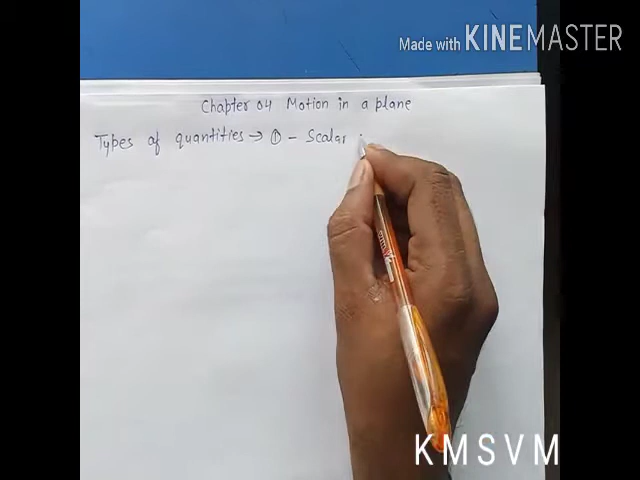 Made with KINEMASTER
Chapter 04 Motion in a plane
Types of quantities → ① - Scalar
KMSVM